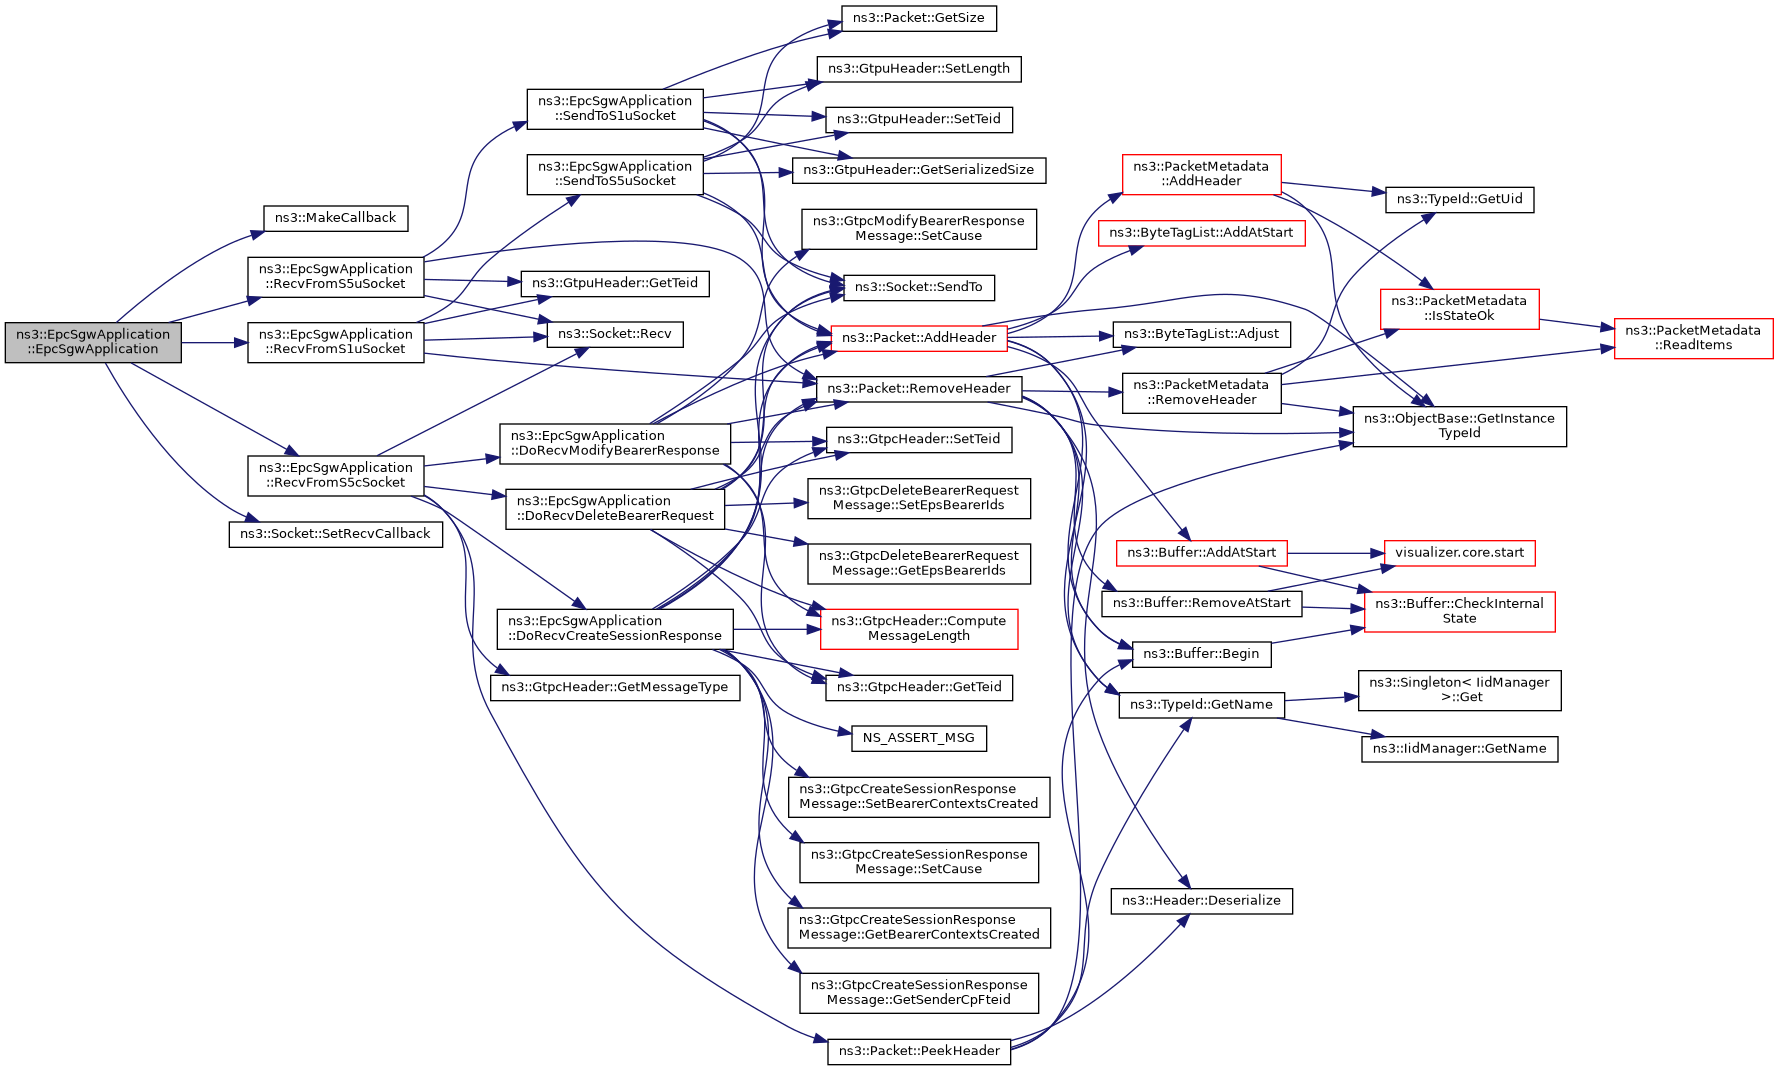 ns3::EpcSgwApplication
::EpcSgwApplication
ns3::MakeCallback
ns3::EpcSgwApplication
::RecvFromS5uSocket
ns3::EpcSgwApplication
::RecvFromS1uSocket
ns3::EpcSgwApplication
::RecvFromS5cSocket
ns3::Socket::SetRecvCallback
ns3::EpcSgwApplication
::SendToS1uSocket
ns3::EpcSgwApplication
::SendToS5uSocket
ns3::GtpuHeader::GetTeid
ns3::Socket::Recv
ns3::EpcSgwApplication
::DoRecvModifyBearerResponse
ns3::EpcSgwApplication
::DoRecvDeleteBearerRequest
ns3::EpcSgwApplication
::DoRecvCreateSessionResponse
ns3::GtpcHeader::GetMessageType
ns3::Packet::GetSize
ns3::GtpuHeader::SetLength
ns3::GtpuHeader::SetTeid
ns3::GtpuHeader::GetSerializedSize
ns3::GtpcModifyBearerResponse
Message::SetCause
ns3::Socket::SendTo
ns3::Packet::AddHeader
ns3::Packet::RemoveHeader
ns3::GtpcHeader::SetTeid
ns3::GtpcDeleteBearerRequest
Message::SetEpsBearerIds
ns3::GtpcDeleteBearerRequest
Message::GetEpsBearerIds
ns3::GtpcHeader::Compute
MessageLength
ns3::GtpcHeader::GetTeid
NS_ASSERT_MSG
ns3::GtpcCreateSessionResponse
Message::SetBearerContextsCreated
ns3::GtpcCreateSessionResponse
Message::SetCause
ns3::GtpcCreateSessionResponse
Message::GetBearerContextsCreated
ns3::GtpcCreateSessionResponse
Message::GetSenderCpFteid
ns3::Packet::PeekHeader
ns3::PacketMetadata
::AddHeader
ns3::ByteTagList::AddAtStart
ns3::ByteTagList::Adjust
ns3::PacketMetadata
::RemoveHeader
ns3::Buffer::AddAtStart
ns3::Buffer::RemoveAtStart
ns3::Buffer::Begin
ns3::TypeId::GetName
ns3::Header::Deserialize
ns3::TypeId::GetUid
ns3::PacketMetadata
::IsStateOk
ns3::ObjectBase::GetInstance
TypeId
visualizer.core.start
ns3::Buffer::CheckInternal
State
ns3::Singleton< IidManager
>::Get
ns3::IidManager::GetName
ns3::PacketMetadata
::ReadItems